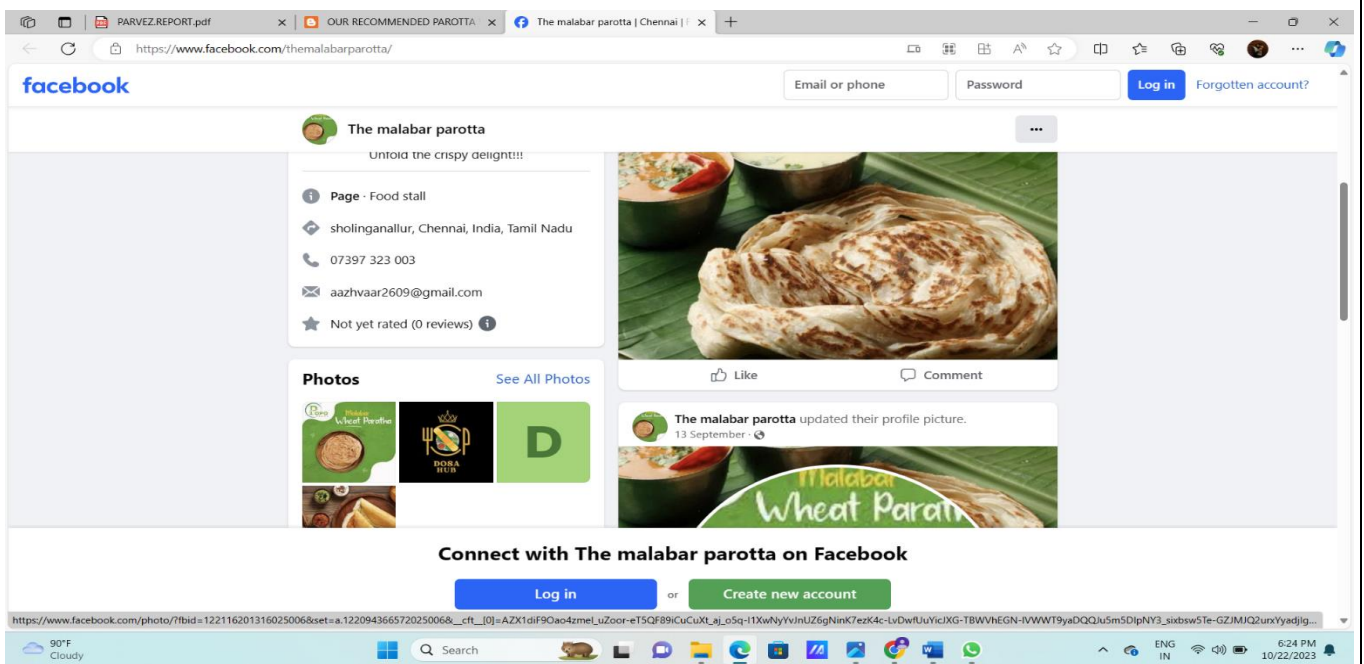 PARVEZ.REPORT.pdf
OUR RECOMMENDED PAROTTA
The malabar parotta | Chennai |
https://www.facebook.com/themalabarparotta/
facebook
Email or phone
Password
Log in
Forgotten account?
The malabar parotta
Unfold the crispy delight!!!
Page · Food stall
sholinganallur, Chennai, India, Tamil Nadu
07397 323 003
aazhvaar2609@gmail.com
Not yet rated (0 reviews)
Photos
See All Photos
Malabar
Wheat Paratha
DOSA
HUB
D
Like
Comment
The malabar parotta updated their profile picture.
13 September ·
Malabar
Wheat Parath
Connect with The malabar parotta on Facebook
Log in
or
Create new account
90°F
Cloudy
Search
ENG
IN
6:24 PM
10/22/2023